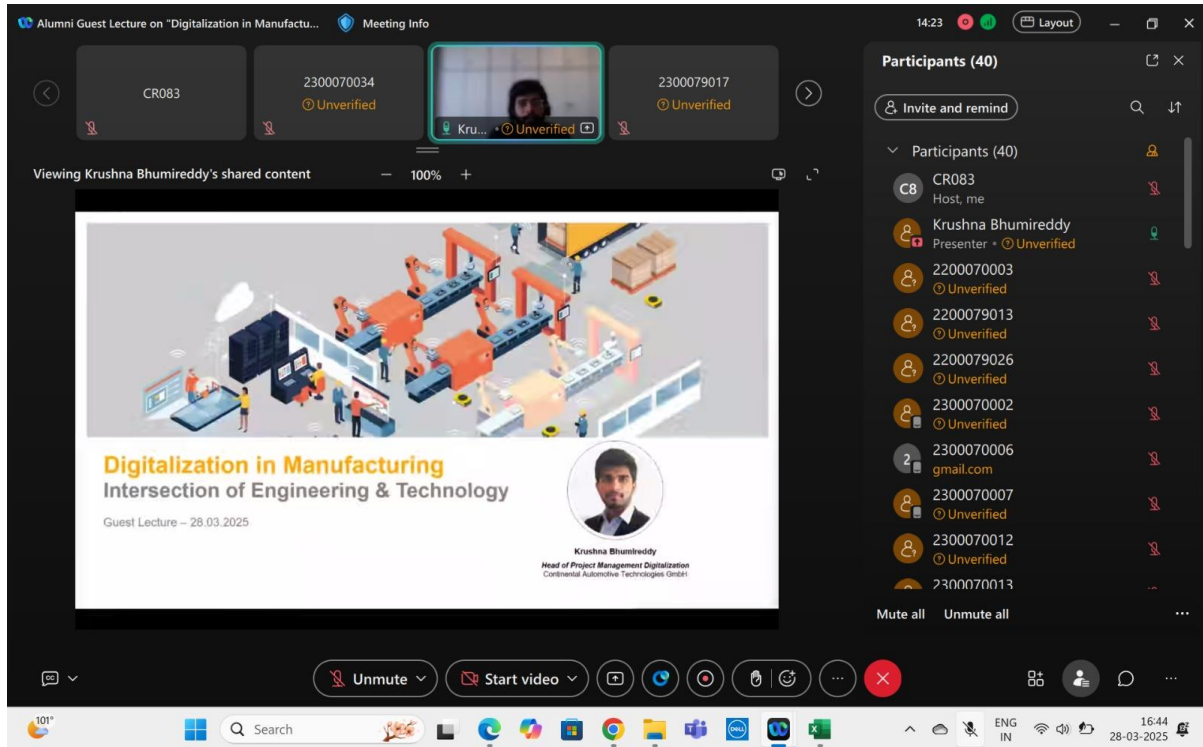 Alumni Guest Lecture on "Digitalization in Manufactu...
Meeting Info
14:23
Layout
CR083
2300070034
Unverified
Kru... • Unverified
2300079017
Unverified
Viewing Krushna Bhumireddy's shared content
100%
Digitalization in Manufacturing
Intersection of Engineering & Technology
Guest Lecture – 28.03.2025
Krushna Bhumireddy
Head of Project Management Digitalization
Continental Automotive Technologies GmbH
Participants (40)
Invite and remind
Participants (40)
C8
CR083
Host, me
Krushna Bhumireddy
Presenter • Unverified
2200070003
Unverified
2200079013
Unverified
2200079026
Unverified
2300070002
Unverified
2
2300070006
gmail.com
2300070007
Unverified
2300070012
Unverified
2300070013
Mute all
Unmute all
CC
Unmute
Start video
101°
Search
DELL
ENG
IN
16:44
28-03-2025